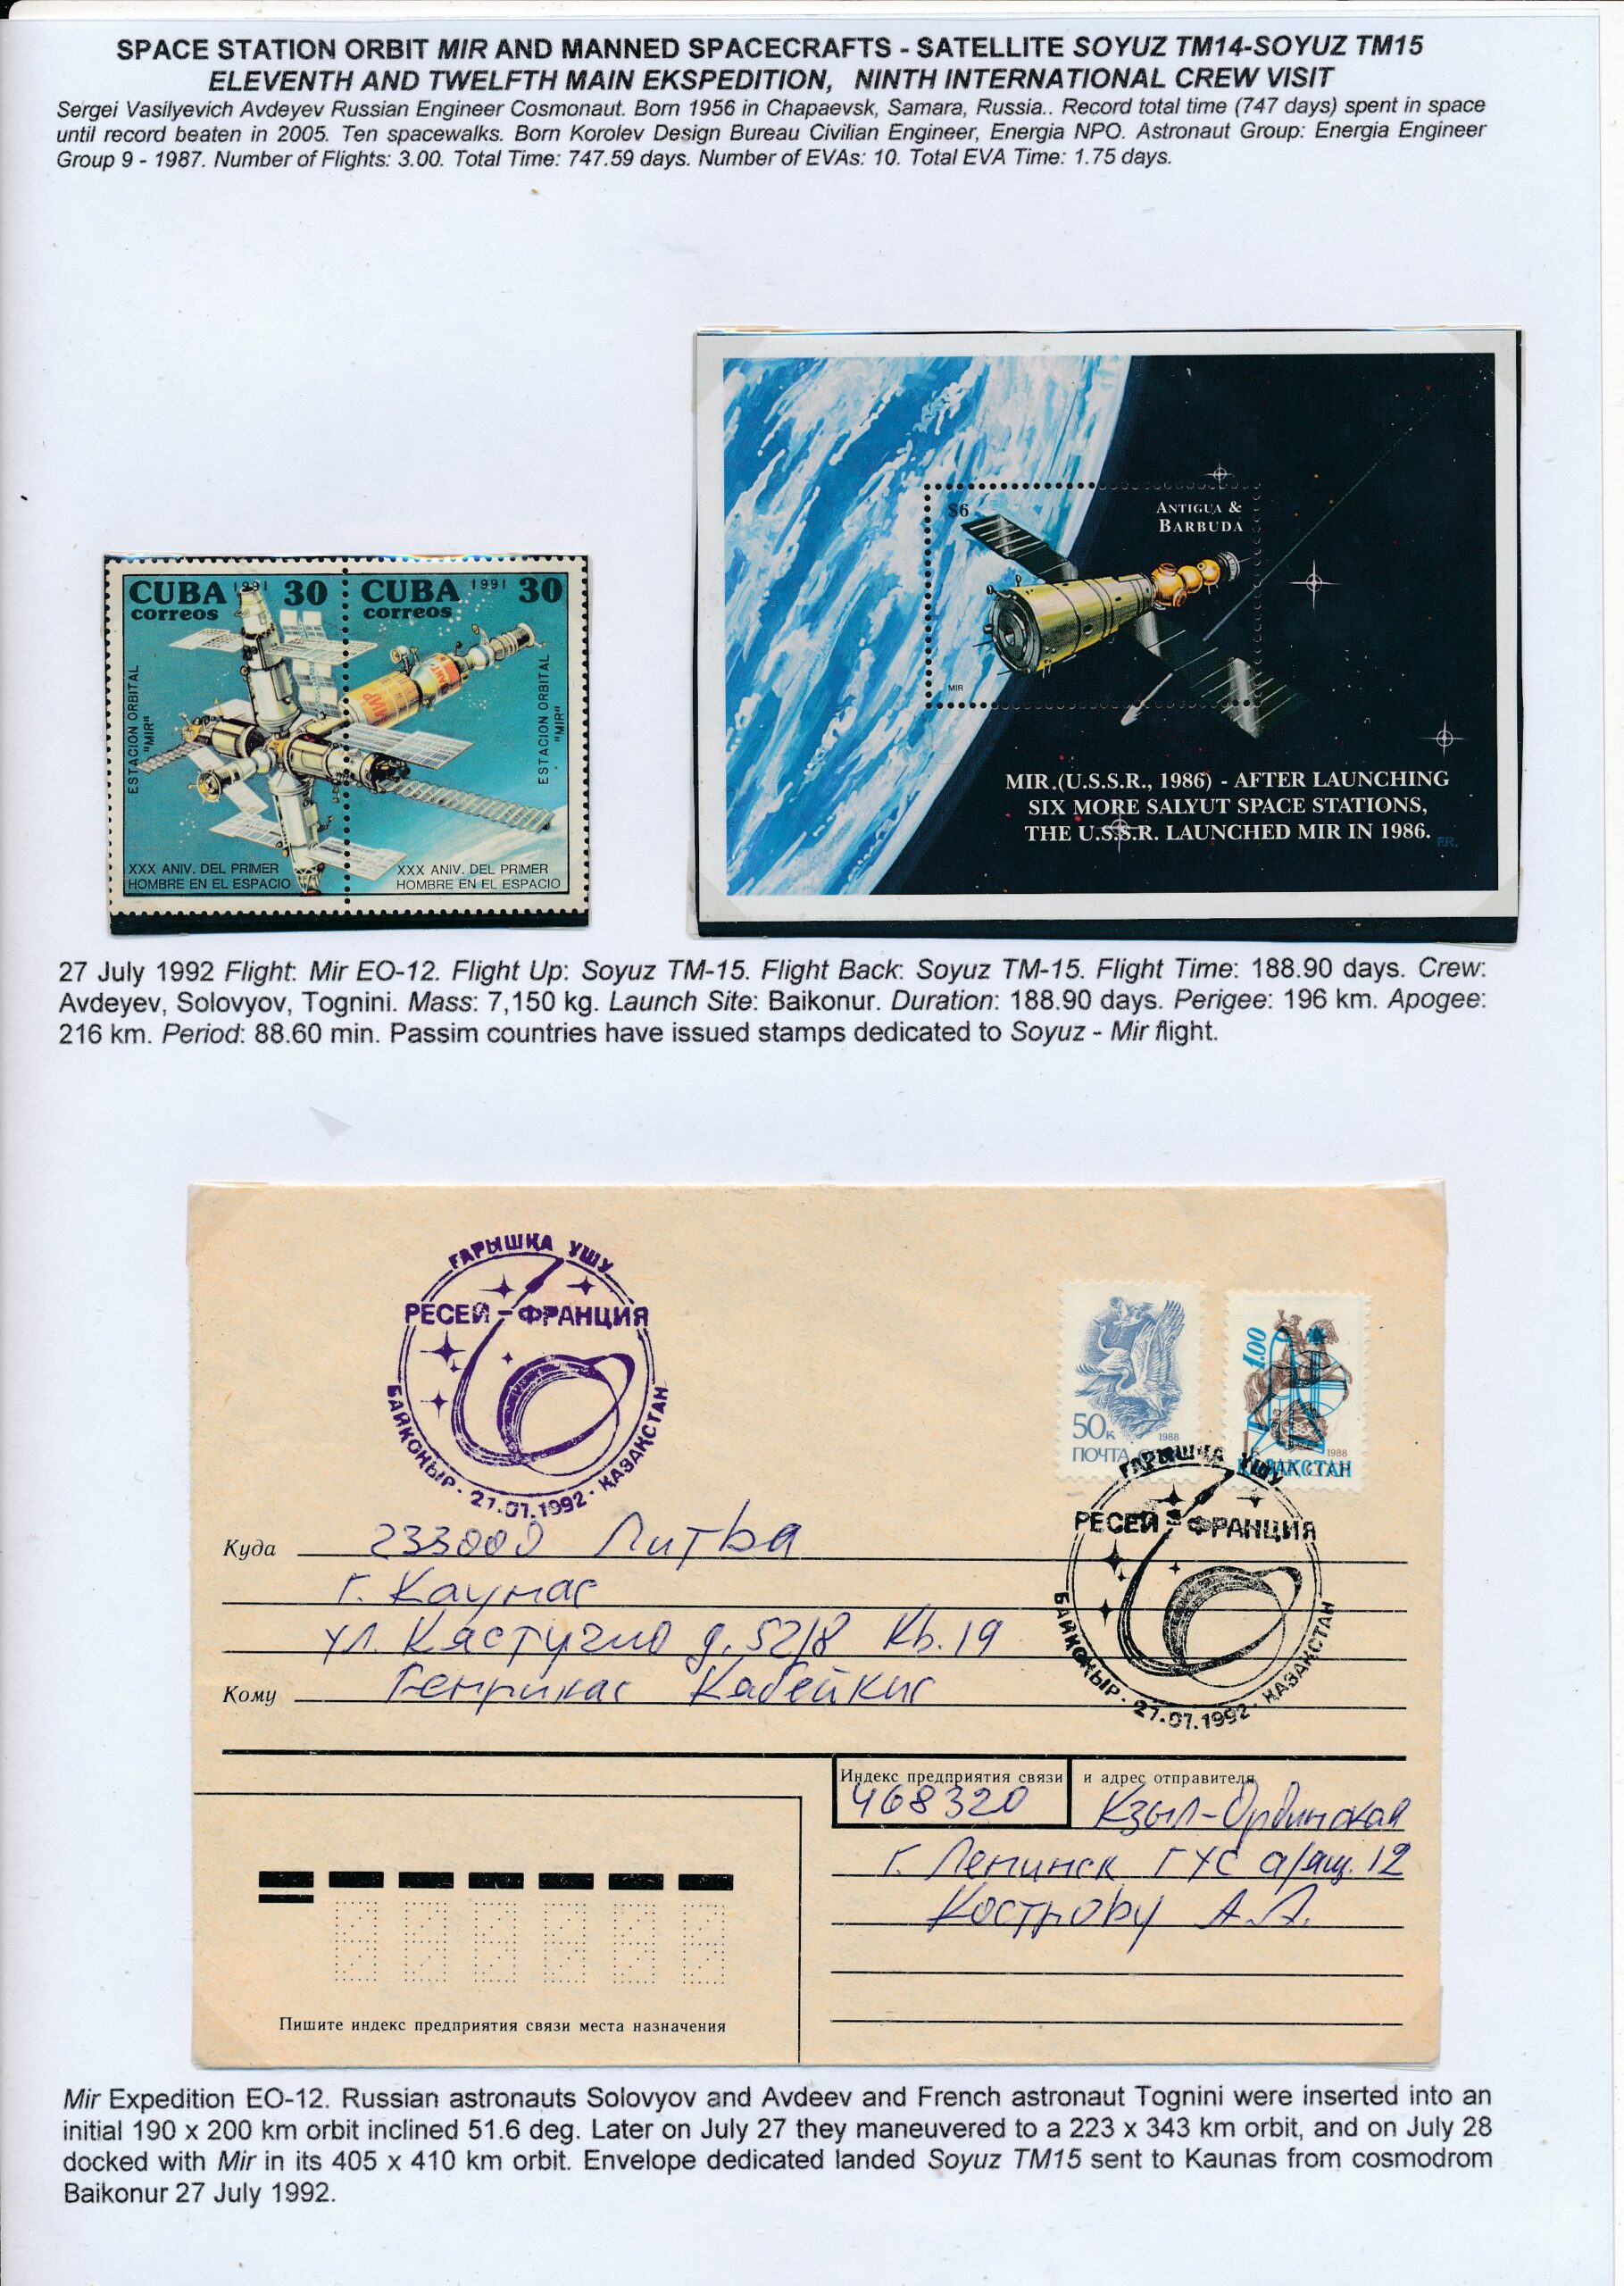 SPACE STATION ORBIT MIR AND MANNED SPACECRAFTS - SATELLITE SOYUZ TM14-SOYUZ TM15
ELEVENTH AND TWELFTH MAIN EKSPEDITION, NINTH INTERNATIONAL CREW VISIT
Sergei Vasilyevich Avdeyev Russian Engineer Cosmonaut. Born 1956 in Chapaevsk, Samara, Russia.. Record total time (747 days) spent in space
until record beaten in 2005. Ten spacewalks. Born Korolev Design Bureau Civilian Engineer, Energia NPO. Astronaut Group: Energia Engineer
Group 9 - 1987. Number of Flights: 3.00. Total Time: 747.59 days. Number of EVAs: 10. Total EVA Time: 1.75 days.
CUBA 1991 30
correos
ESTACION ORBITAL
"MIR"
XXX ANIV. DEL PRIMER
HOMBRE EN EL ESPACIO
CUBA 1991 30
correos
МИР
ESTACION ORBITAL
"MIR"
XXX ANIV. DEL PRIMER
HOMBRE EN EL ESPACIO
$6
ANTIGUA &
BARBUDA
MIR
MIR.(U.S.S.R., 1986) - AFTER LAUNCHING
SIX MORE SALYUT SPACE STATIONS,
THE U.S.S.R. LAUNCHED MIR IN 1986.
F.R.
27 July 1992 Flight: Mir EO-12. Flight Up: Soyuz TM-15. Flight Back: Soyuz TM-15. Flight Time: 188.90 days. Crew:
Avdeyev, Solovyov, Tognini. Mass: 7,150 kg. Launch Site: Baikonur. Duration: 188.90 days. Perigee: 196 km. Apogee:
216 km. Period: 88.60 min. Passim countries have issued stamps dedicated to Soyuz - Mir flight.
ҒАРЫШҚА ҰШУ
РЕСЕЙ-ФРАНЦИЯ
БАЙҚОҢЫР · 27.07.1992 · ҚАЗАҚСТАН
50к
1988
ПОЧТА
1.00
1988
КАЗАКСТАН
ҒАРЫШҚА ҰШУ
РЕСЕЙ-ФРАНЦИЯ
БАЙҚОҢЫР · 27.07.1992 · ҚАЗАҚСТАН
Куда 233000 Литва
г. Каунас
ул. Кястучио д. 52/8 кв. 19
Кому Генрикас Кабейкис
Индекс предприятия связи и адрес отправителя
468320 Кзыл-Ординская
г. Ленинск ГУС а/ящ. 12
Кострову А.Л.
Пишите индекс предприятия связи места назначения
Mir Expedition EO-12. Russian astronauts Solovyov and Avdeev and French astronaut Tognini were inserted into an
initial 190 x 200 km orbit inclined 51.6 deg. Later on July 27 they maneuvered to a 223 x 343 km orbit, and on July 28
docked with Mir in its 405 x 410 km orbit. Envelope dedicated landed Soyuz TM15 sent to Kaunas from cosmodrom
Baikonur 27 July 1992.